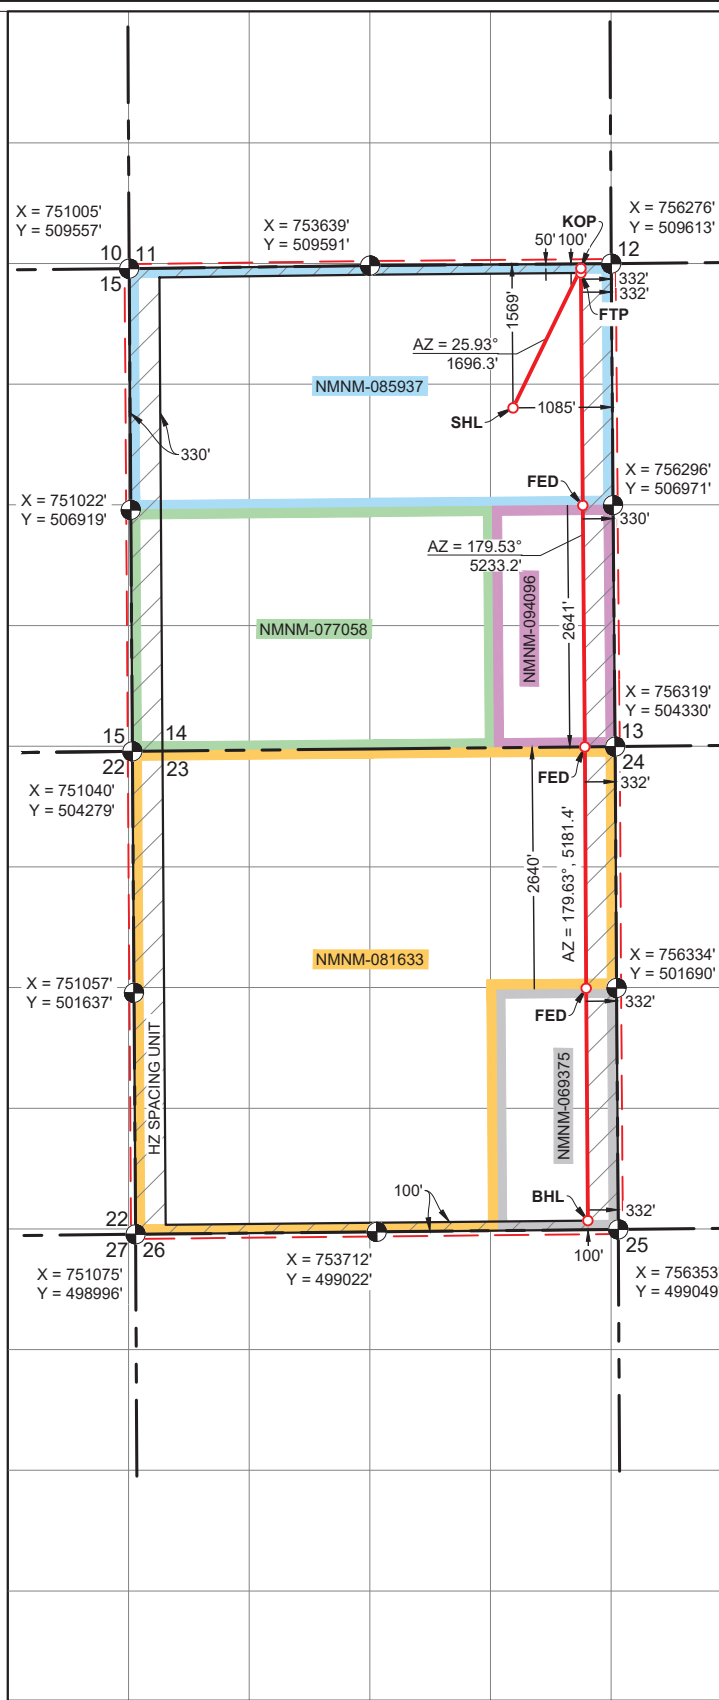 X = 751005'
Y = 509557'
X = 753639'
Y = 509591'
KOP
X = 756276'
Y = 509613'
50' 100'
10 11
12
15
332'
332'
FTP
1569'
AZ = 25.93°
1696.3'
NMNM-085937
SHL
1085'
330'
FED
X = 756296'
Y = 506971'
X = 751022'
Y = 506919'
330'
AZ = 179.53°
5233.2'
NMNM-094096
2641'
NMNM-077058
X = 756319'
Y = 504330'
15 14
13
22 23
24
FED
332'
X = 751040'
Y = 504279'
2640'
AZ = 179.63°, 5181.4'
NMNM-081633
X = 756334'
Y = 501690'
X = 751057'
Y = 501637'
FED
332'
HZ SPACING UNIT
NMNM-069375
100'
BHL
332'
22
27 26
25
100'
X = 753712'
Y = 499022'
X = 751075'
Y = 498996'
X = 756353'
Y = 499049'